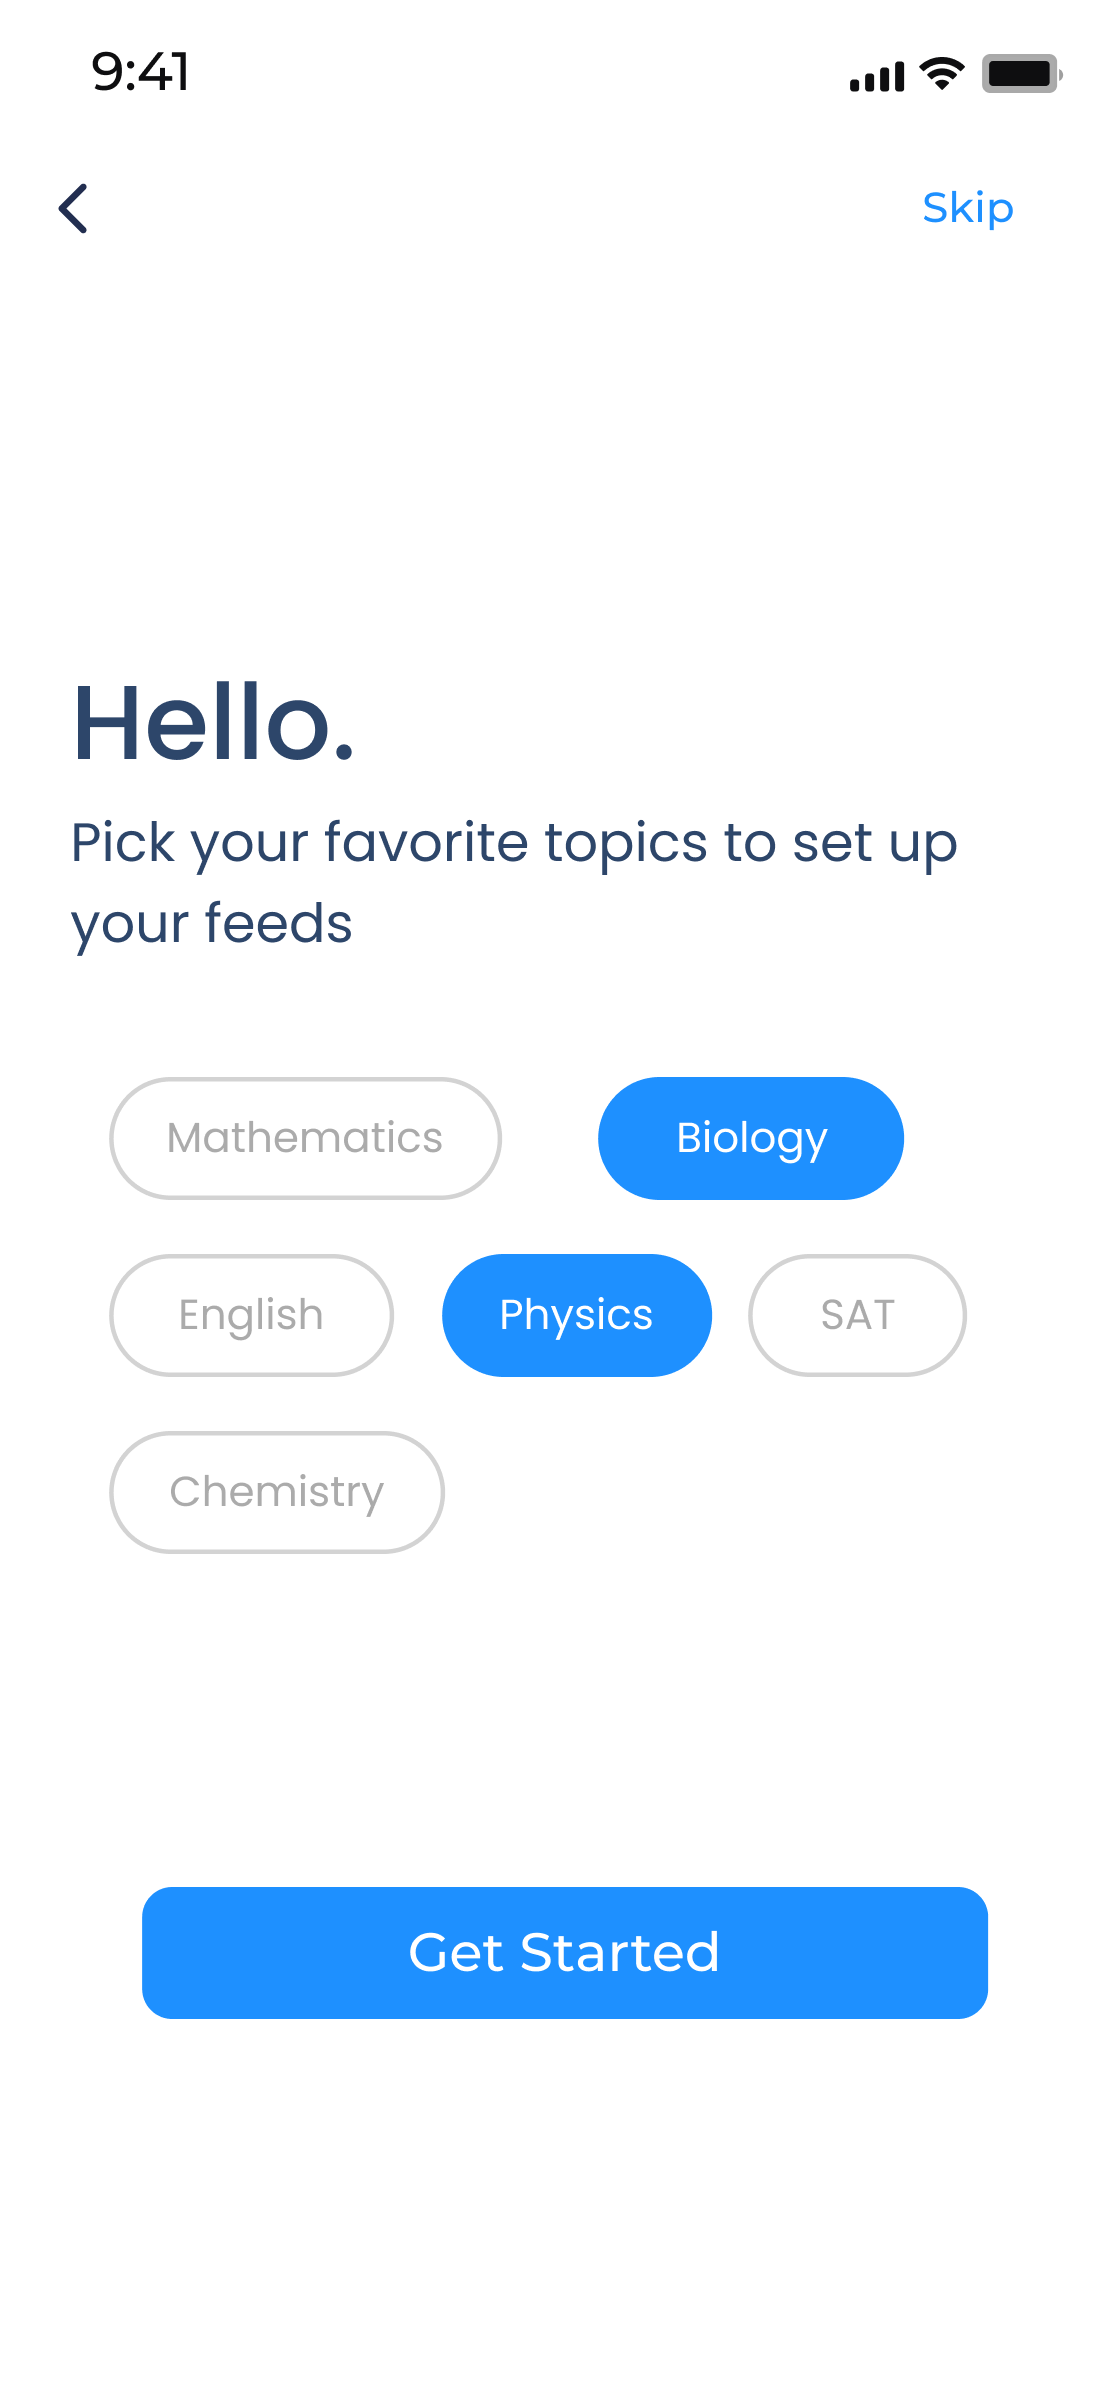 9:41
Skip
Hello.
Pick your favorite topics to set up
your feeds
Mathematics
Biology
English
Physics
SAT
Chemistry
Get Started